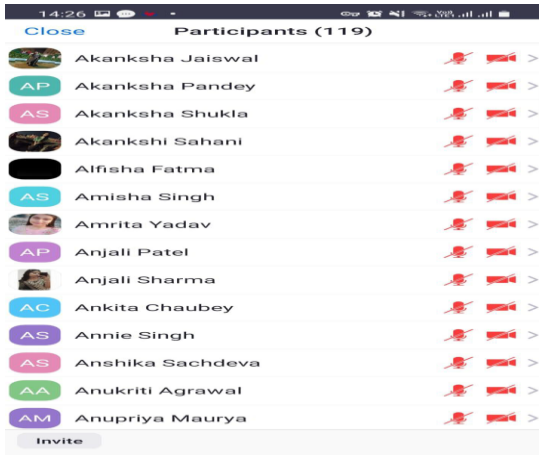 14:26
Close Participants (119)
Akanksha Jaiswal
AP Akanksha Pandey
AS Akanksha Shukla
Akankshi Sahani
Alfisha Fatma
AS Amisha Singh
Amrita Yadav
AP Anjali Patel
Anjali Sharma
AC Ankita Chaubey
AS Annie Singh
AS Anshika Sachdeva
AA Anukriti Agrawal
AM Anupriya Maurya
Invite